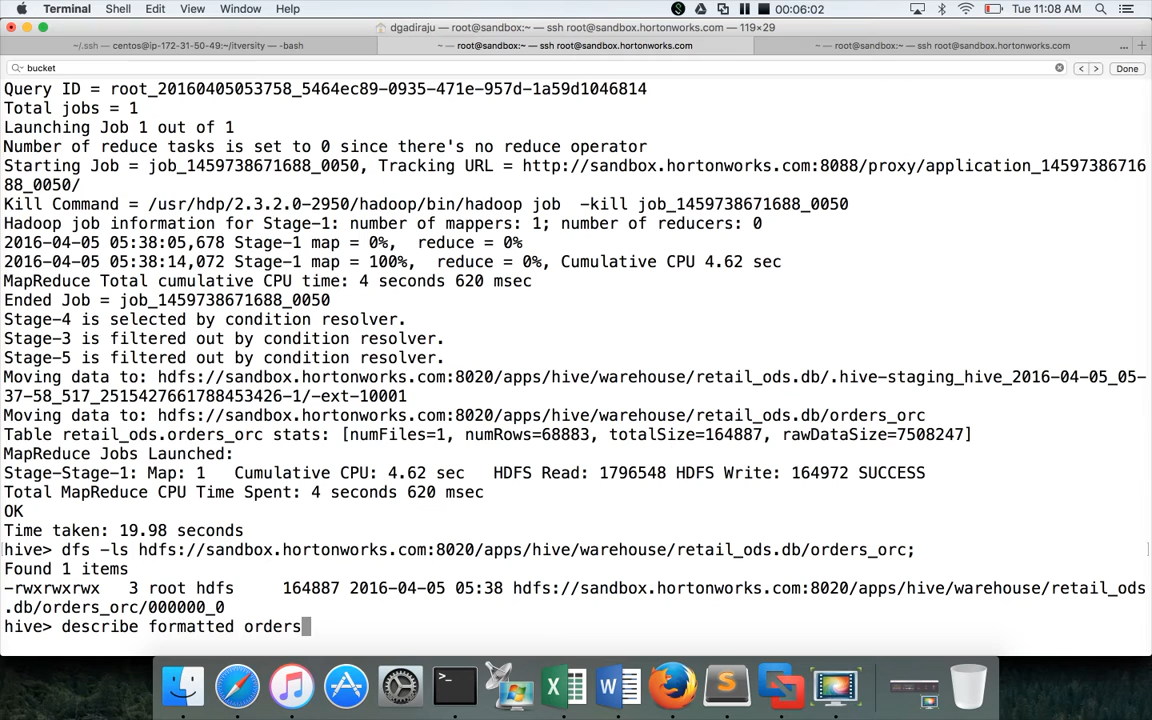 Terminal Shell Edit View Window Help 00:06:02 Tue 11:08 AM
dgadiraju — root@sandbox:~ — ssh root@sandbox.hortonworks.com — 119×29
~/.ssh — centos@ip-172-31-50-49:~/itversity — -bash
~ — root@sandbox:~ — ssh root@sandbox.hortonworks.com
~ — root@sandbox:~ — ssh root@sandbox.hortonworks.com ... +
bucket < > Done
Query ID = root_20160405053758_5464ec89-0935-471e-957d-1a59d1046814
Total jobs = 1
Launching Job 1 out of 1
Number of reduce tasks is set to 0 since there's no reduce operator
Starting Job = job_1459738671688_0050, Tracking URL = http://sandbox.hortonworks.com:8088/proxy/application_14597386716
88_0050/
Kill Command = /usr/hdp/2.3.2.0-2950/hadoop/bin/hadoop job  -kill job_1459738671688_0050
Hadoop job information for Stage-1: number of mappers: 1; number of reducers: 0
2016-04-05 05:38:05,678 Stage-1 map = 0%,  reduce = 0%
2016-04-05 05:38:14,072 Stage-1 map = 100%,  reduce = 0%, Cumulative CPU 4.62 sec
MapReduce Total cumulative CPU time: 4 seconds 620 msec
Ended Job = job_1459738671688_0050
Stage-4 is selected by condition resolver.
Stage-3 is filtered out by condition resolver.
Stage-5 is filtered out by condition resolver.
Moving data to: hdfs://sandbox.hortonworks.com:8020/apps/hive/warehouse/retail_ods.db/.hive-staging_hive_2016-04-05_05-
37-58_517_2515427661788453426-1/-ext-10001
Moving data to: hdfs://sandbox.hortonworks.com:8020/apps/hive/warehouse/retail_ods.db/orders_orc
Table retail_ods.orders_orc stats: [numFiles=1, numRows=68883, totalSize=164887, rawDataSize=7508247]
MapReduce Jobs Launched:
Stage-Stage-1: Map: 1   Cumulative CPU: 4.62 sec   HDFS Read: 1796548 HDFS Write: 164972 SUCCESS
Total MapReduce CPU Time Spent: 4 seconds 620 msec
OK
Time taken: 19.98 seconds
hive> dfs -ls hdfs://sandbox.hortonworks.com:8020/apps/hive/warehouse/retail_ods.db/orders_orc;
Found 1 items
-rwxrwxrwx   3 root hdfs     164887 2016-04-05 05:38 hdfs://sandbox.hortonworks.com:8020/apps/hive/warehouse/retail_ods
.db/orders_orc/000000_0
hive> describe formatted orders